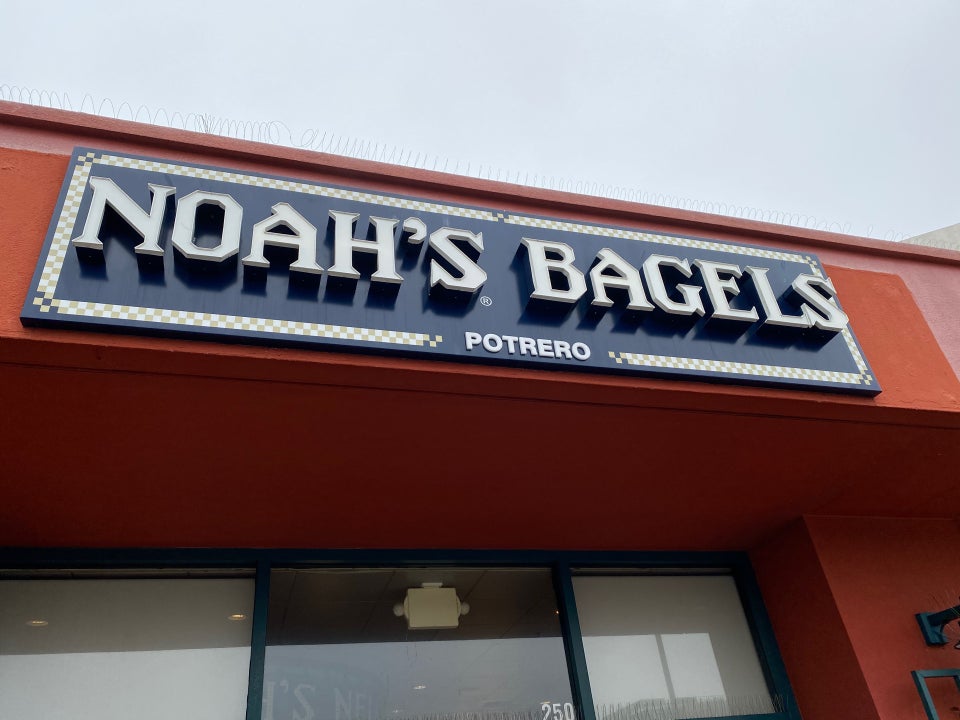 NOAH'S BAGELS
®
POTRERO
250